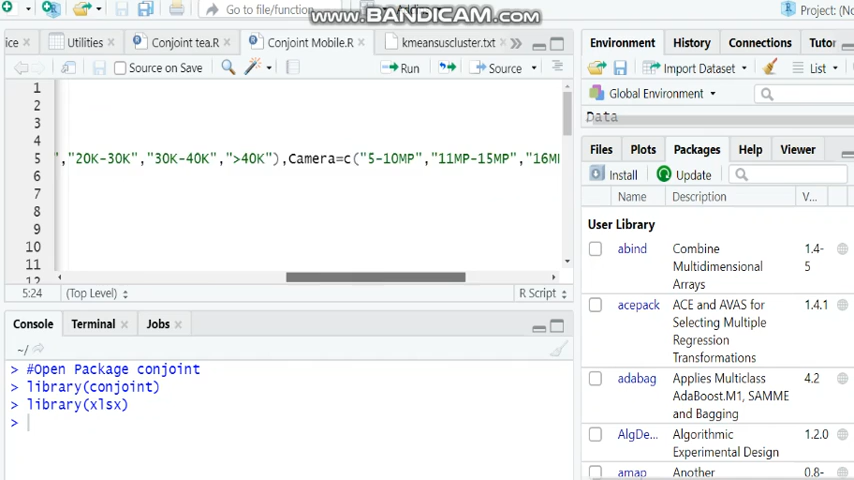 Go to file/function
www.BANDICAM.com
Project: (No
ice
Utilities
Conjoint tea.R
Conjoint Mobile.R
kmeansuscluster.txt
Source on Save
Run
Source
1
2
3
4
5 ","20K-30K","30K-40K",">40K"),Camera=c("5-10MP","11MP-15MP","16M
6
7
8
9
10
11
12
5:24
(Top Level)
R Script
Console
Terminal
Jobs
~/
> #Open Package conjoint
> library(conjoint)
> library(xlsx)
>
Environment
History
Connections
Tutor
Import Dataset
List
Global Environment
Data
Files
Plots
Packages
Help
Viewer
Install
Update
Name
Description
V...
User Library
abind
Combine
Multidimensional
Arrays
1.4-
5
acepack
ACE and AVAS for
Selecting Multiple
Regression
Transformations
1.4.1
adabag
Applies Multiclass
AdaBoost.M1, SAMME
and Bagging
4.2
AlgDe...
Algorithmic
Experimental Design
1.2.0
amap
Another
0.8-